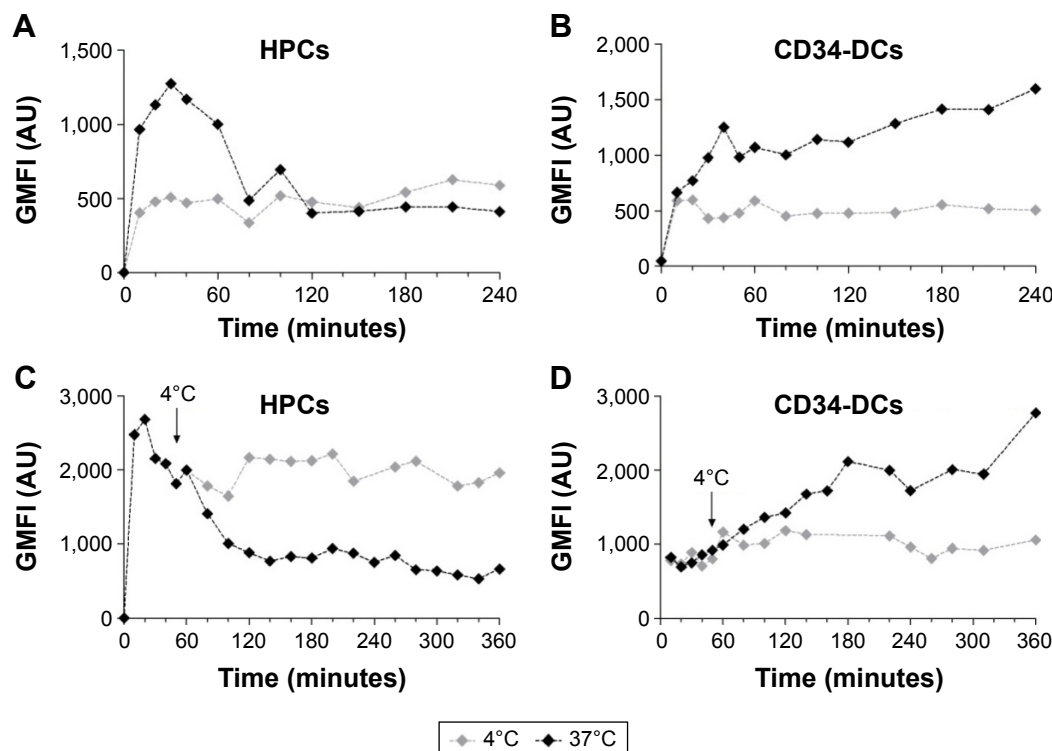 A
HPCs
GMFI (AU)
1,500
1,000
500
0
0 60 120 180 240
Time (minutes)
B
CD34-DCs
GMFI (AU)
2,000
1,500
1,000
500
0
0 60 120 180 240
Time (minutes)
C
4°C
HPCs
GMFI (AU)
3,000
2,000
1,000
0
0 60 120 180 240 300 360
Time (minutes)
D
CD34-DCs
4°C
GMFI (AU)
3,000
2,000
1,000
0
0 60 120 180 240 300 360
Time (minutes)
4°C 37°C